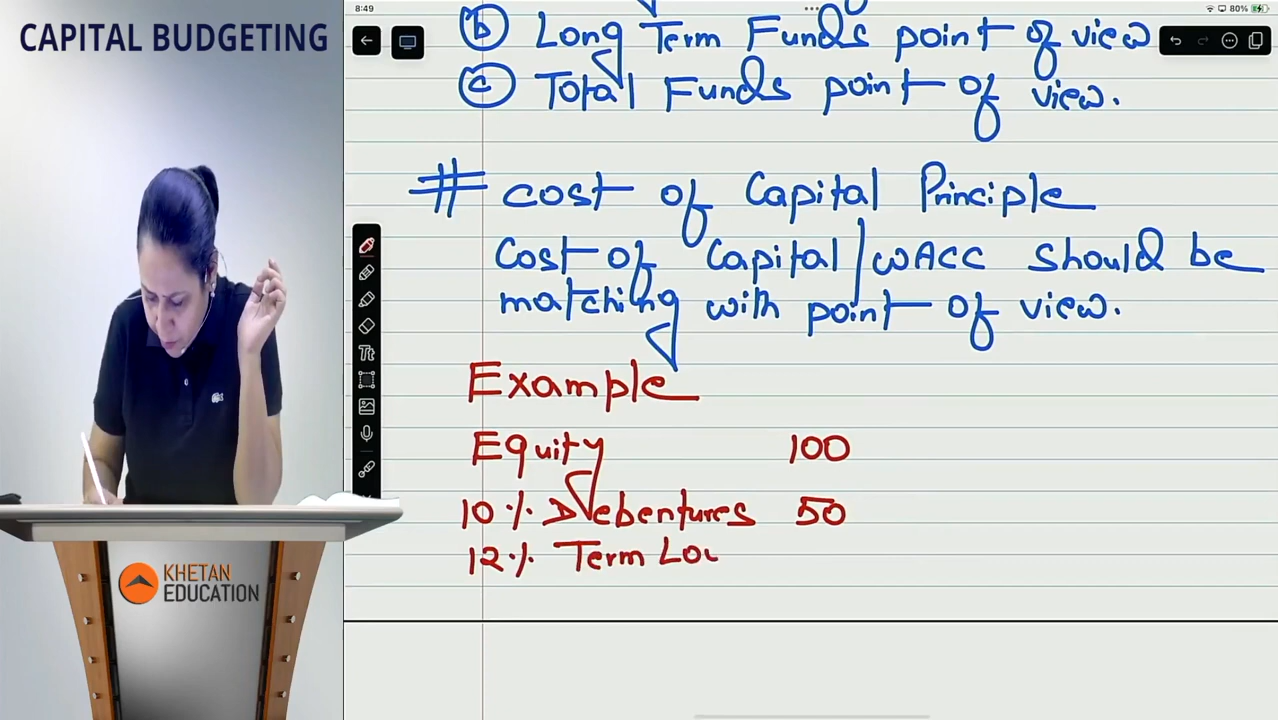 CAPITAL BUDGETING
8:49
80%
b Long Term Funds point of view
c Total Funds point of view.
# Cost of Capital Principle
Cost of Capital/WACC should be
matching with point of view.
Example
Equity 100
10% Debentures 50
12% Term Loa
Tt
KHETAN
EDUCATION